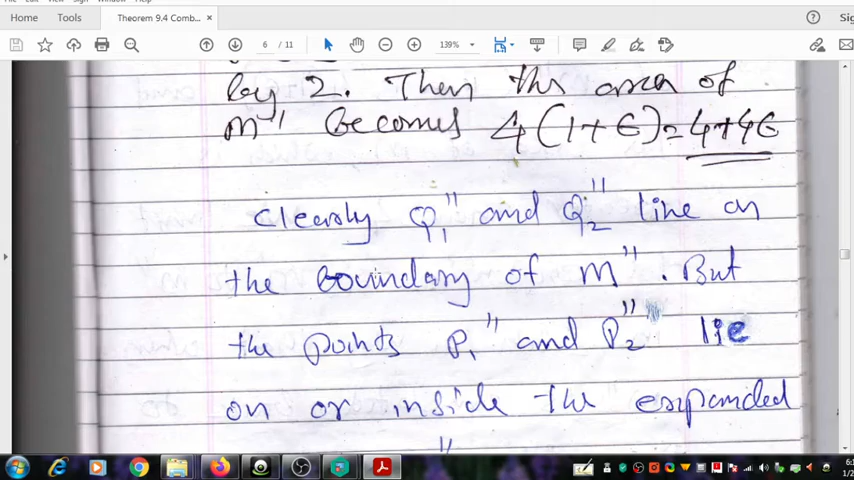 Home Tools Theorem 9.4 Comb... ×
6 / 11 139%
by 2. Then the area of
M'' becomes 4(1+ϵ)=4+4ϵ
Clearly Q₁'' and Q₂'' line on
the boundary of M''. But
the points P₁'' and P₂'' lie
on or inside the expanded